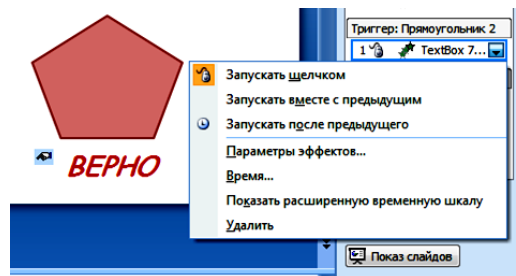 Триггер: Прямоугольник 2
1 TextBox 7...
Запускать щелчком
Запускать вместе с предыдущим
Запускать после предыдущего
Параметры эффектов...
Время...
Показать расширенную временную шкалу
Удалить
ВЕРНО
Показ слайдов